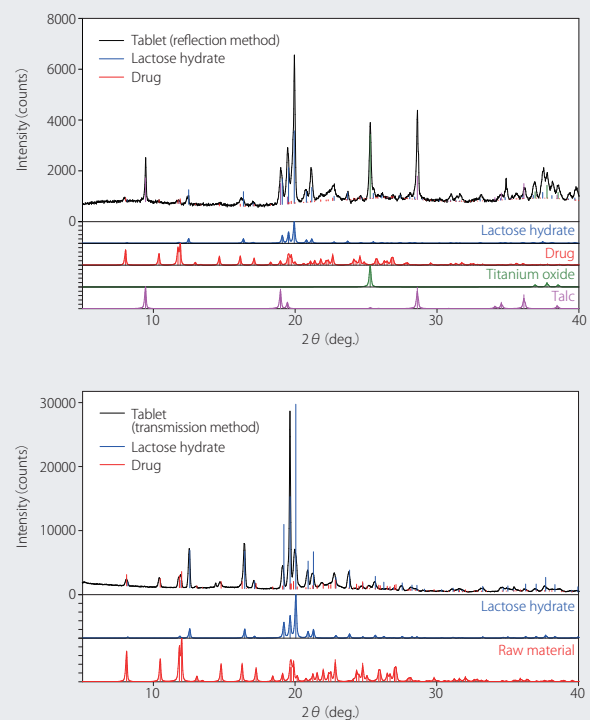 8000
6000
4000
2000
0
Intensity (counts)
Tablet (reflection method)
Lactose hydrate
Drug
Lactose hydrate
Drug
Titanium oxide
Talc
10 20 30 40
2θ (deg.)
30000
20000
10000
0
Intensity (counts)
Tablet
(transmission method)
Lactose hydrate
Drug
Lactose hydrate
Raw material
10 20 30 40
2θ (deg.)